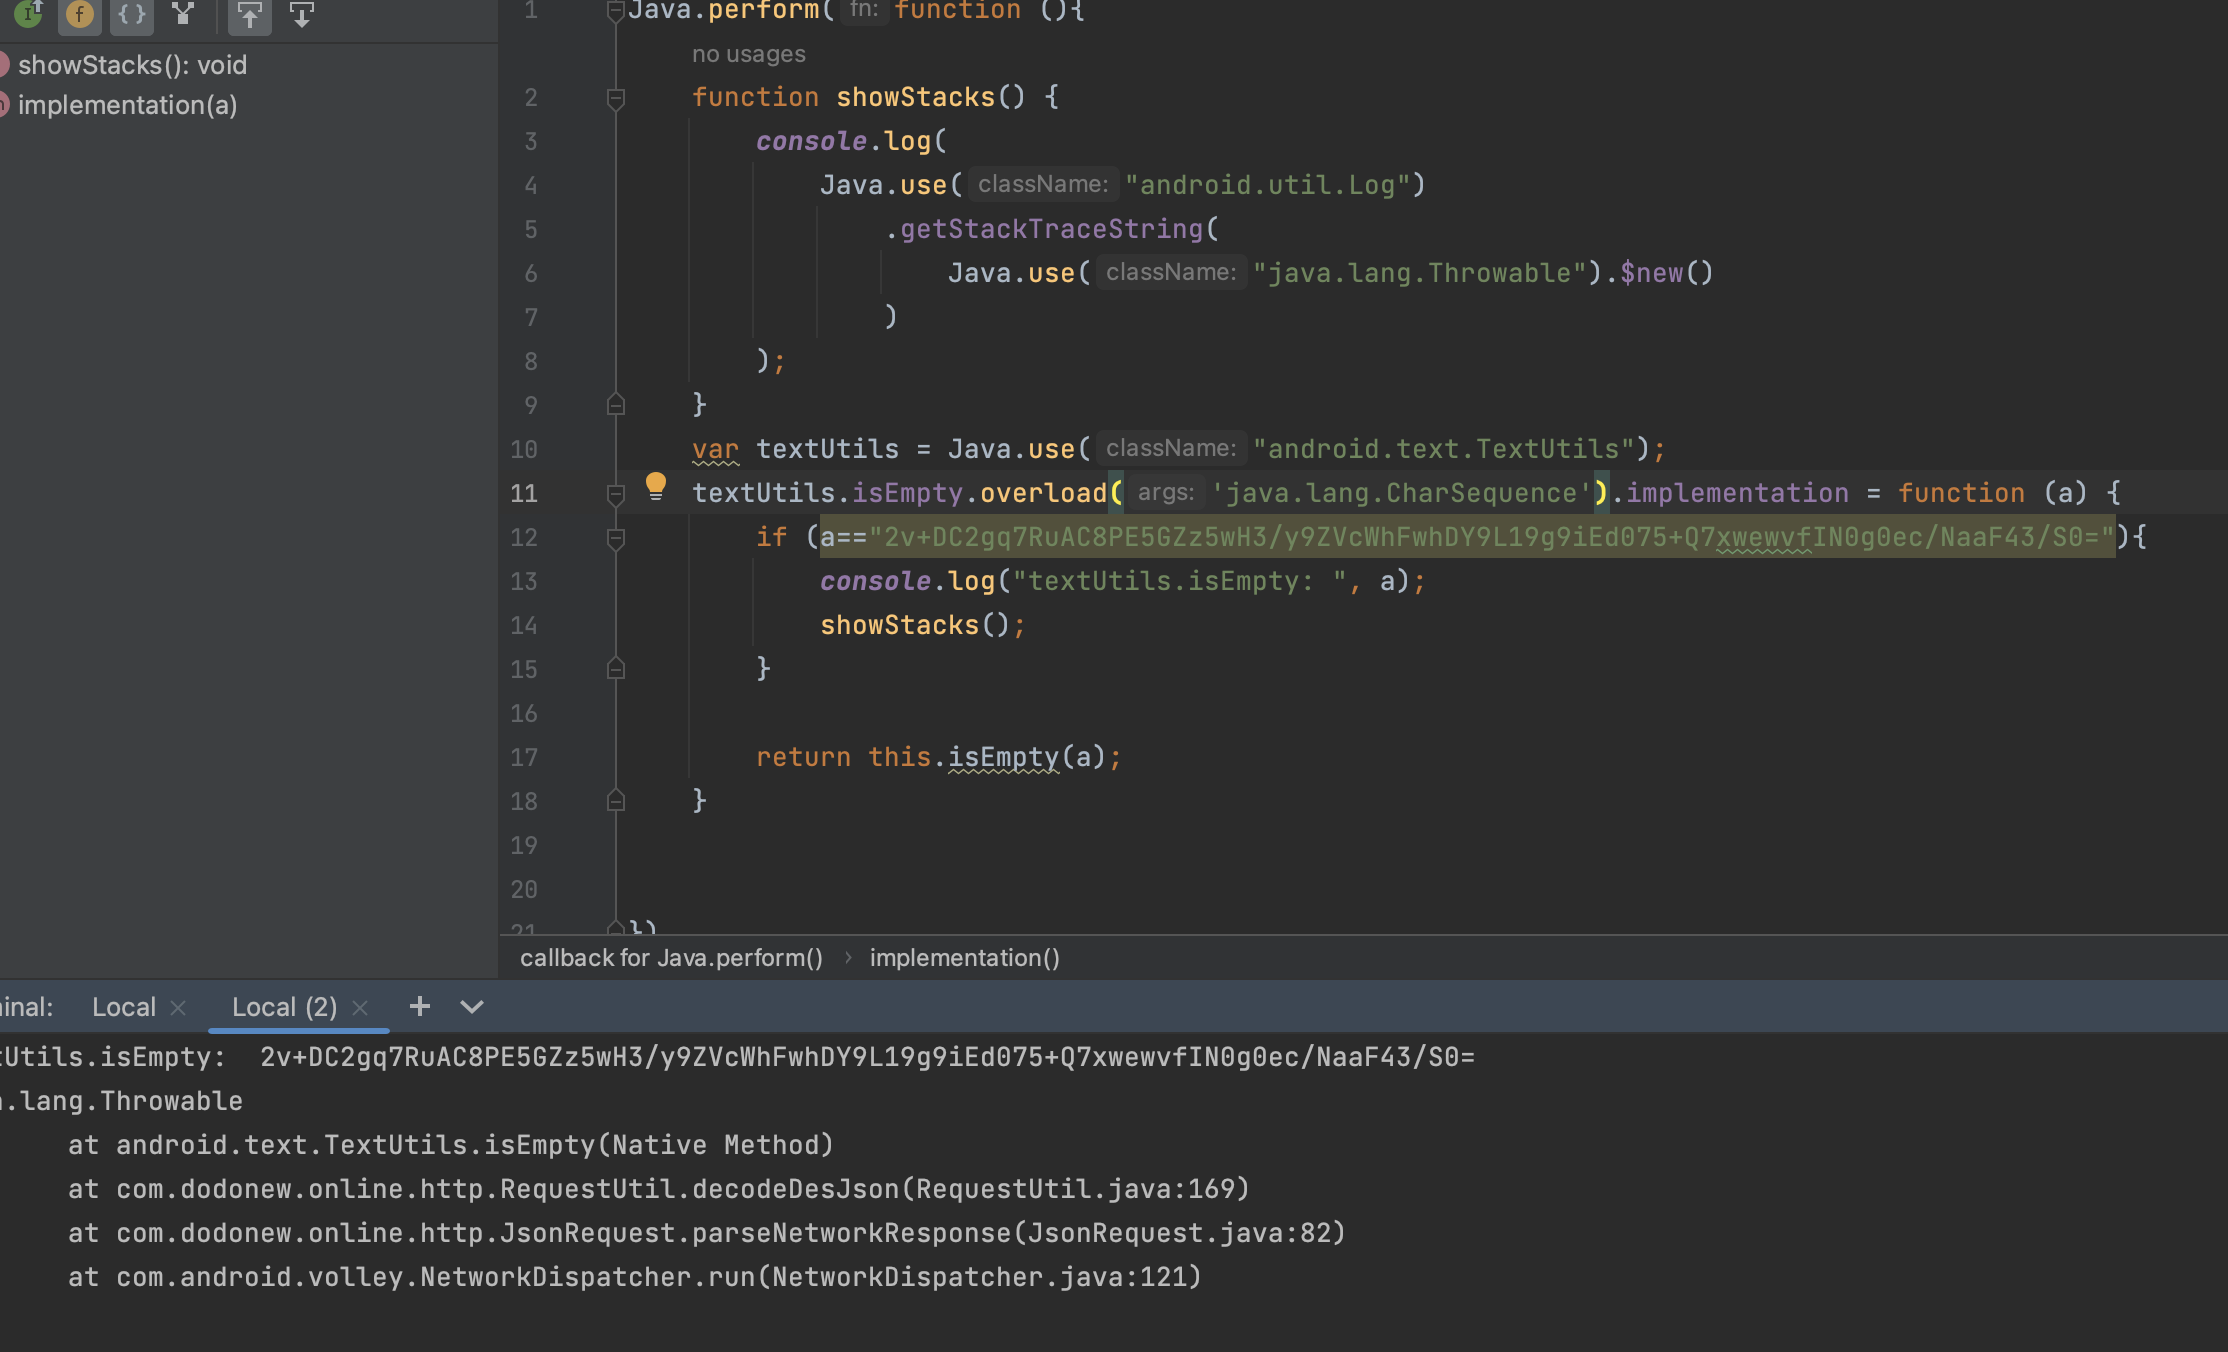 showStacks(): void
implementation(a)
1 Java.perform( fn: function (){
no usages
2 function showStacks() {
3 console.log(
4 Java.use( className: "android.util.Log")
5 .getStackTraceString(
6 Java.use( className: "java.lang.Throwable").$new()
7 )
8 );
9 }
10 var textUtils = Java.use( className: "android.text.TextUtils");
11 textUtils.isEmpty.overload( args: 'java.lang.CharSequence').implementation = function (a) {
12 if (a=="2v+DC2gq7RuAC8PE5GZz5wH3/y9ZVcWhFwhDY9L19g9iEd075+Q7xwewvfIN0g0ec/NaaF43/S0="){
13 console.log("textUtils.isEmpty: ", a);
14 showStacks();
15 }
16
17 return this.isEmpty(a);
18 }
19
20
21 })
callback for Java.perform() › implementation()
inal: Local × Local (2) × +
tUtils.isEmpty:  2v+DC2gq7RuAC8PE5GZz5wH3/y9ZVcWhFwhDY9L19g9iEd075+Q7xwewvfIN0g0ec/NaaF43/S0=
a.lang.Throwable
at android.text.TextUtils.isEmpty(Native Method)
at com.dodonew.online.http.RequestUtil.decodeDesJson(RequestUtil.java:169)
at com.dodonew.online.http.JsonRequest.parseNetworkResponse(JsonRequest.java:82)
at com.android.volley.NetworkDispatcher.run(NetworkDispatcher.java:121)